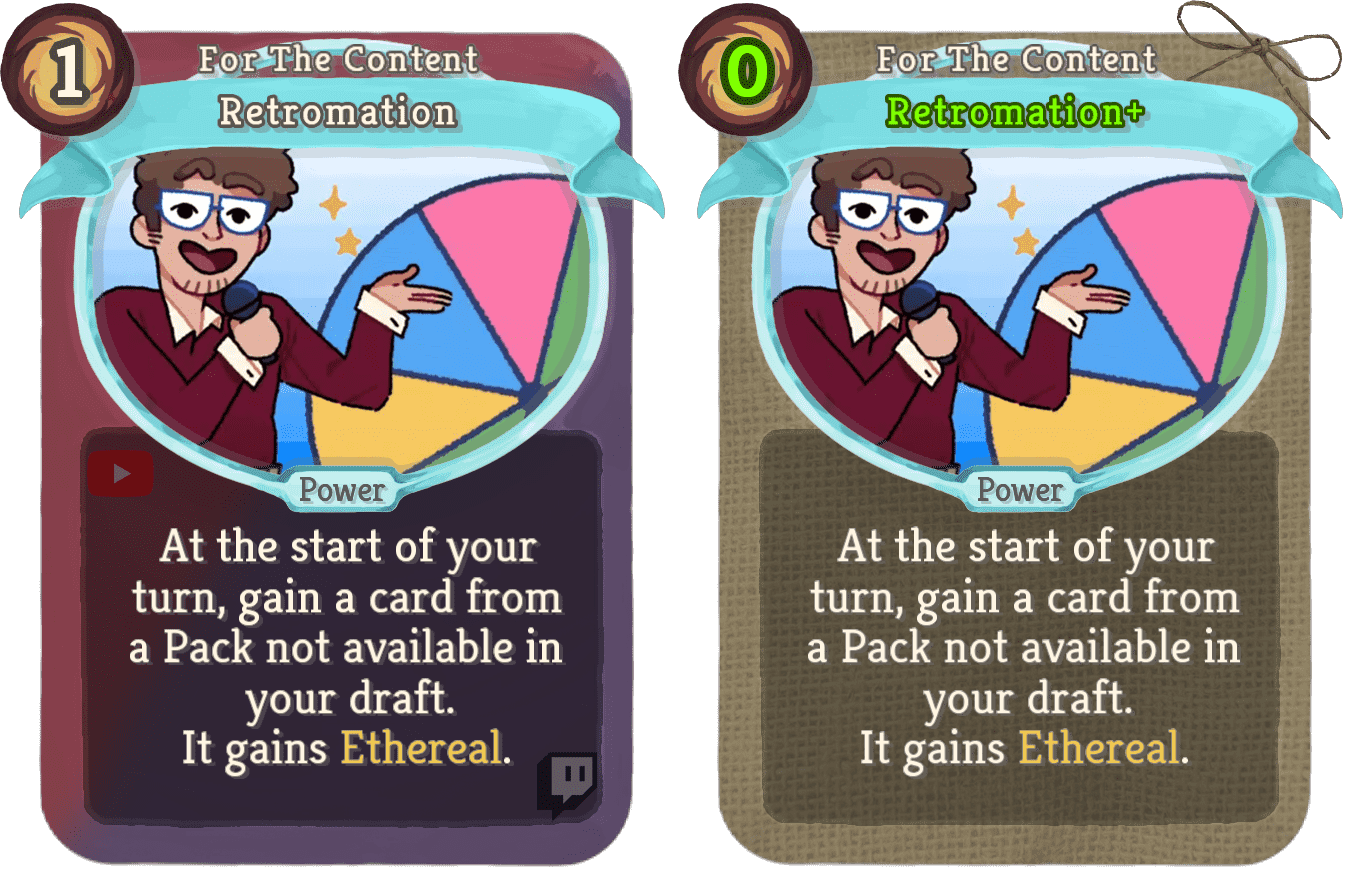 1
For The Content
Retromation
Power
At the start of your
turn, gain a card from
a Pack not available in
your draft.
It gains Ethereal.
0
For The Content
Retromation+
Power
At the start of your
turn, gain a card from
a Pack not available in
your draft.
It gains Ethereal.